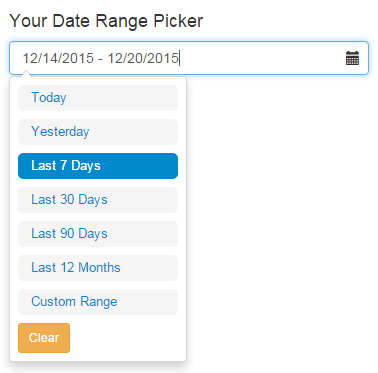 Your Date Range Picker
12/14/2015 - 12/20/2015
Today
Yesterday
Last 7 Days
Last 30 Days
Last 90 Days
Last 12 Months
Custom Range
Clear